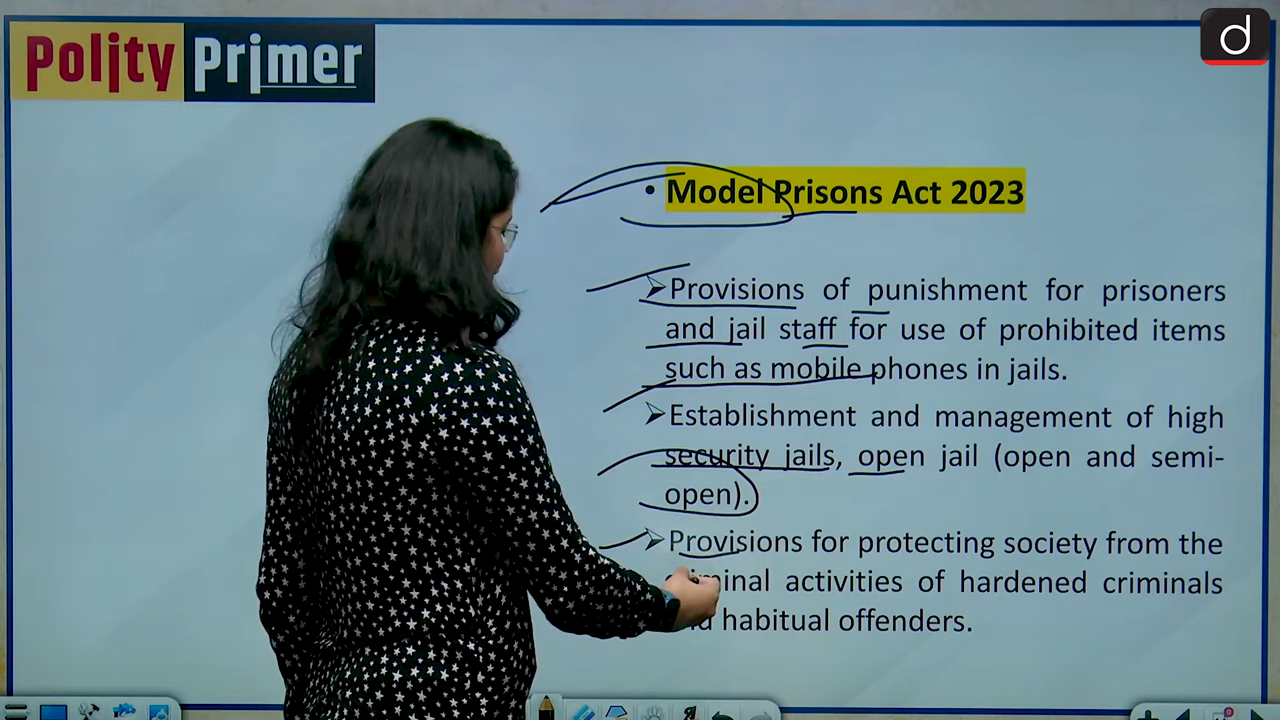 Polity Primer
d
• Model Prisons Act 2023
➢Provisions of punishment for prisoners
and jail staff for use of prohibited items
such as mobile phones in jails.
➢Establishment and management of high
security jails, open jail (open and semi-
open).
➢Provisions for protecting society from the
activities of hardened criminals
habitual offenders.